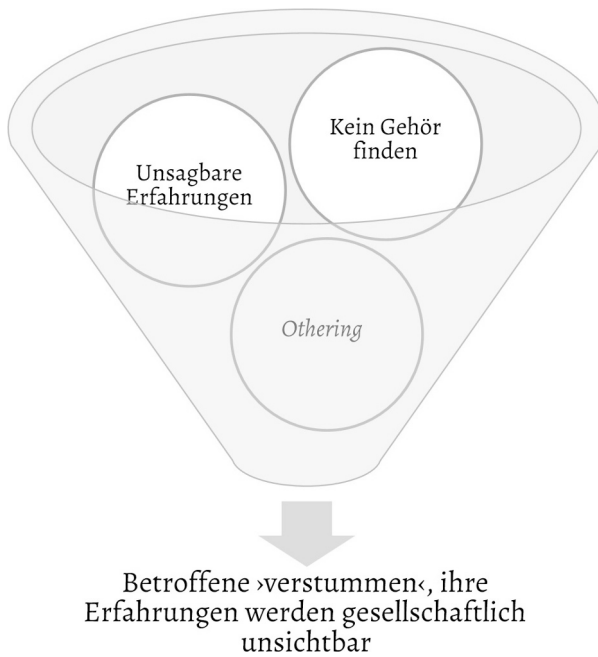 Kein Gehör
finden
Unsagbare
Erfahrungen
Othering
Betroffene ›verstummen‹, ihre
Erfahrungen werden gesellschaftlich
unsichtbar